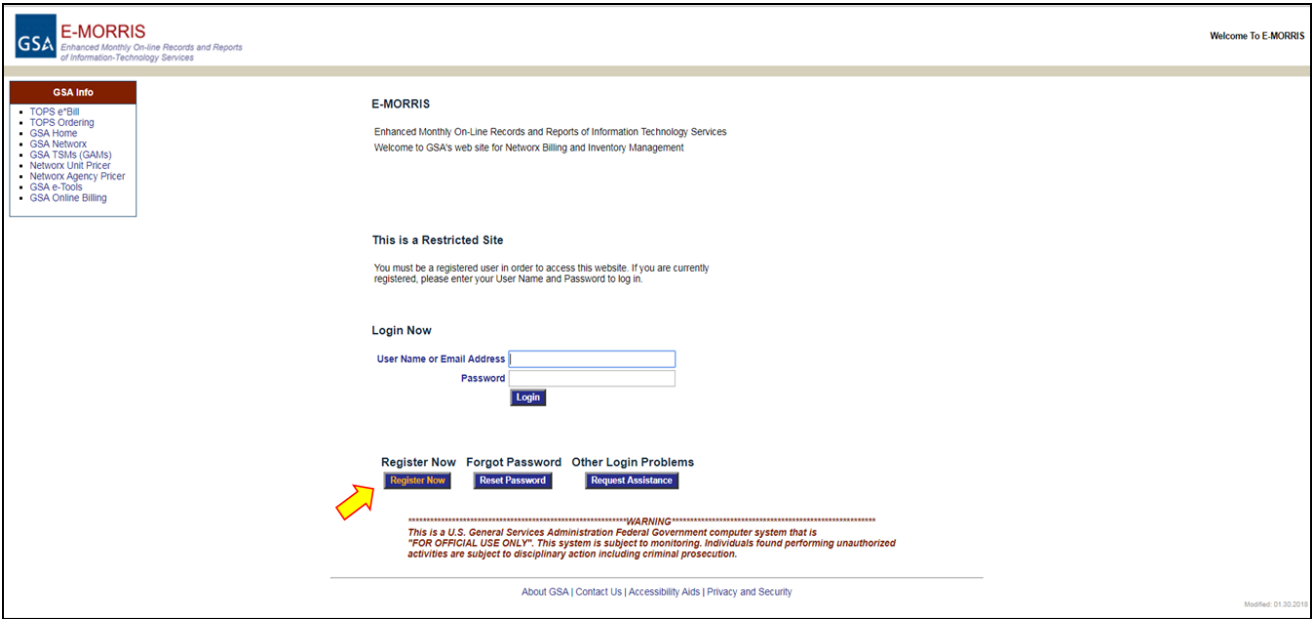 GSA
E-MORRIS
Enhanced Monthly On-line Records and Reports
of Information-Technology Services
Welcome To E-MORRIS
GSA Info
TOPS e*Bill
TOPS Ordering
GSA Home
GSA Networx
GSA TSMs (GAMs)
Networx Unit Pricer
Networx Agency Pricer
GSA e-Tools
GSA Online Billing
E-MORRIS
Enhanced Monthly On-Line Records and Reports of Information Technology Services
Welcome to GSA's web site for Networx Billing and Inventory Management
This is a Restricted Site
You must be a registered user in order to access this website. If you are currently
registered, please enter your User Name and Password to log in.
Login Now
User Name or Email Address
Password
Login
Register Now Forgot Password Other Login Problems
Register Now Reset Password Request Assistance
************************************************************WARNING********************************************************
This is a U.S. General Services Administration Federal Government computer system that is
"FOR OFFICIAL USE ONLY". This system is subject to monitoring. Individuals found performing unauthorized
activities are subject to disciplinary action including criminal prosecution.
About GSA | Contact Us | Accessibility Aids | Privacy and Security
Modified: 01.30.2018